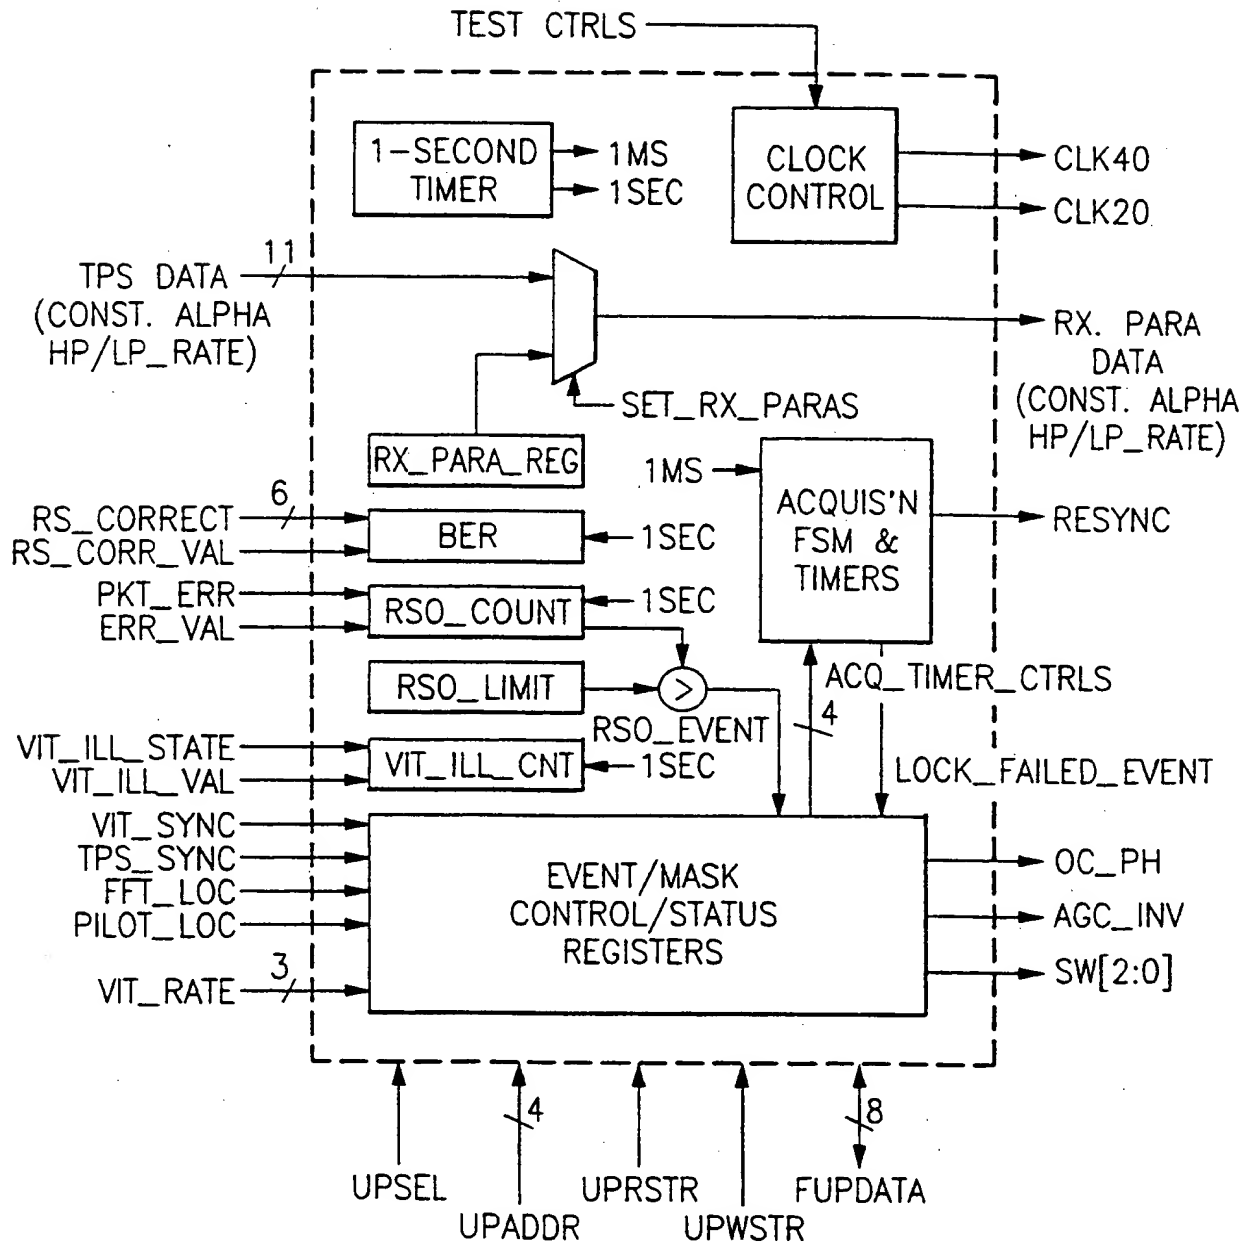 TEST CTRLS
1-SECOND
TIMER
1MS
1SEC
CLOCK
CONTROL
CLK40
CLK20
11
TPS DATA
(CONST. ALPHA
HP/LP_RATE)
RX. PARA
DATA
(CONST. ALPHA
HP/LP_RATE)
SET_RX_PARAS
RX_PARA_REG
1MS
ACQUIS'N
FSM &
TIMERS
RESYNC
6
RS_CORRECT
RS_CORR_VAL
BER
1SEC
PKT_ERR
ERR_VAL
RSO_COUNT
1SEC
RSO_LIMIT
>
RSO_EVENT
ACQ_TIMER_CTRLS
4
VIT_ILL_STATE
VIT_ILL_VAL
VIT_ILL_CNT
1SEC
LOCK_FAILED_EVENT
VIT_SYNC
TPS_SYNC
FFT_LOC
PILOT_LOC
3
VIT_RATE
EVENT/MASK
CONTROL/STATUS
REGISTERS
OC_PH
AGC_INV
SW[2:0]
4
8
UPSEL
UPADDR
UPRSTR
UPWSTR
FUPDATA